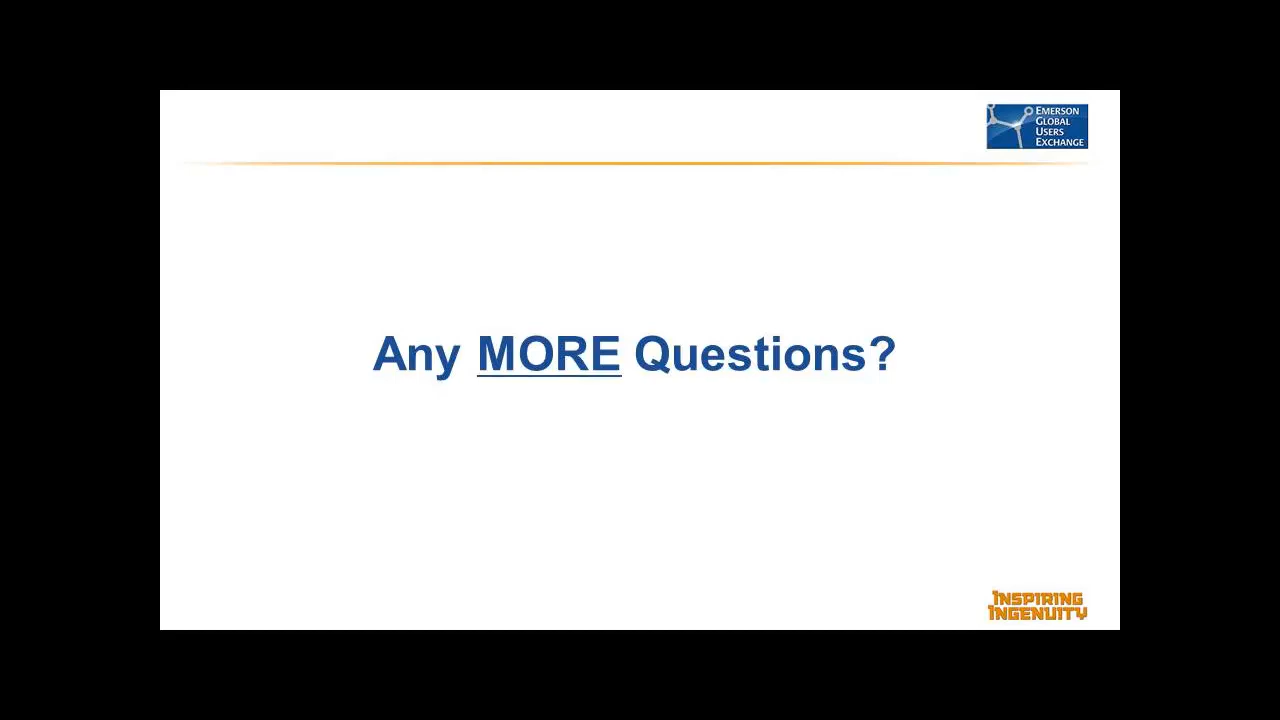 EMERSON
GLOBAL
USERS
EXCHANGE
Any MORE Questions?
INSPIRING
INGENUITY